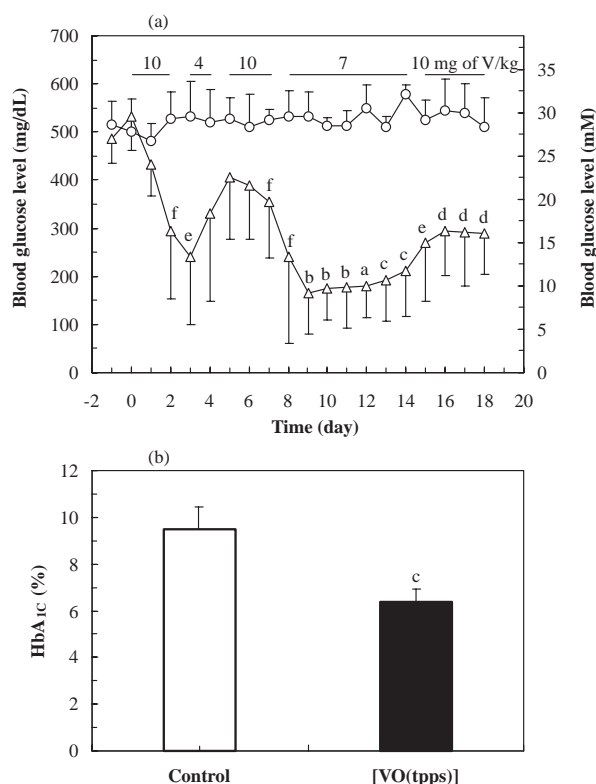 (a)
700
600
500
400
300
200
100
0
Blood glucose level (mg/dL)
10 4 10 7 10 mg of V/kg
f e f f b b b a c c e d d d
35
30
25
20
15
10
5
0
Blood glucose level (mM)
-2 0 2 4 6 8 10 12 14 16 18 20
Time (day)
(b)
12
10
8
6
4
2
0
HbA1C (%)
c
Control [VO(tpps)]